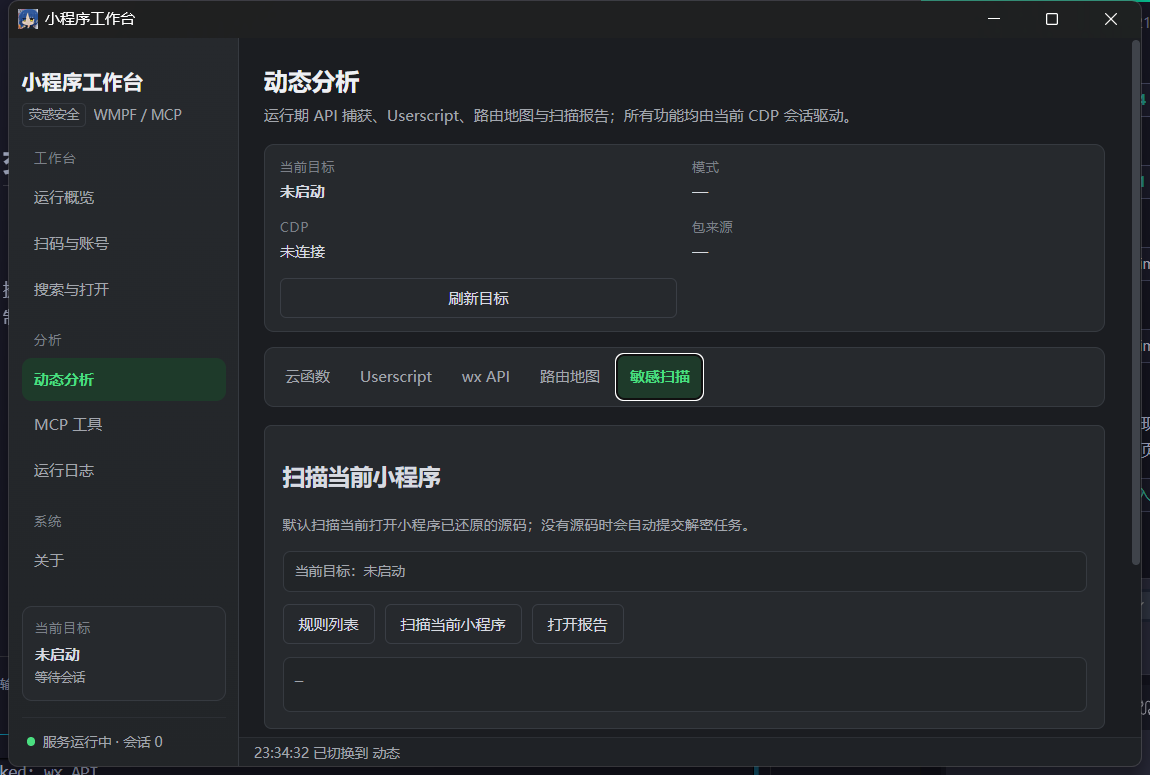 小程序工作台
小程序工作台
荧惑安全 WMPF / MCP
工作台
运行概览
扫码与账号
搜索与打开
分析
动态分析
MCP 工具
运行日志
系统
关于
当前目标
未启动
等待会话
服务运行中 · 会话 0
动态分析
运行期 API 捕获、Userscript、路由地图与扫描报告；所有功能均由当前 CDP 会话驱动。
当前目标
未启动
模式
—
CDP
未连接
包来源
—
刷新目标
云函数 Userscript wx API 路由地图 敏感扫描
扫描当前小程序
默认扫描当前打开小程序已还原的源码；没有源码时会自动提交解密任务。
当前目标：未启动
规则列表 扫描当前小程序 打开报告
—
23:34:32 已切换到 动态
ked: wx API